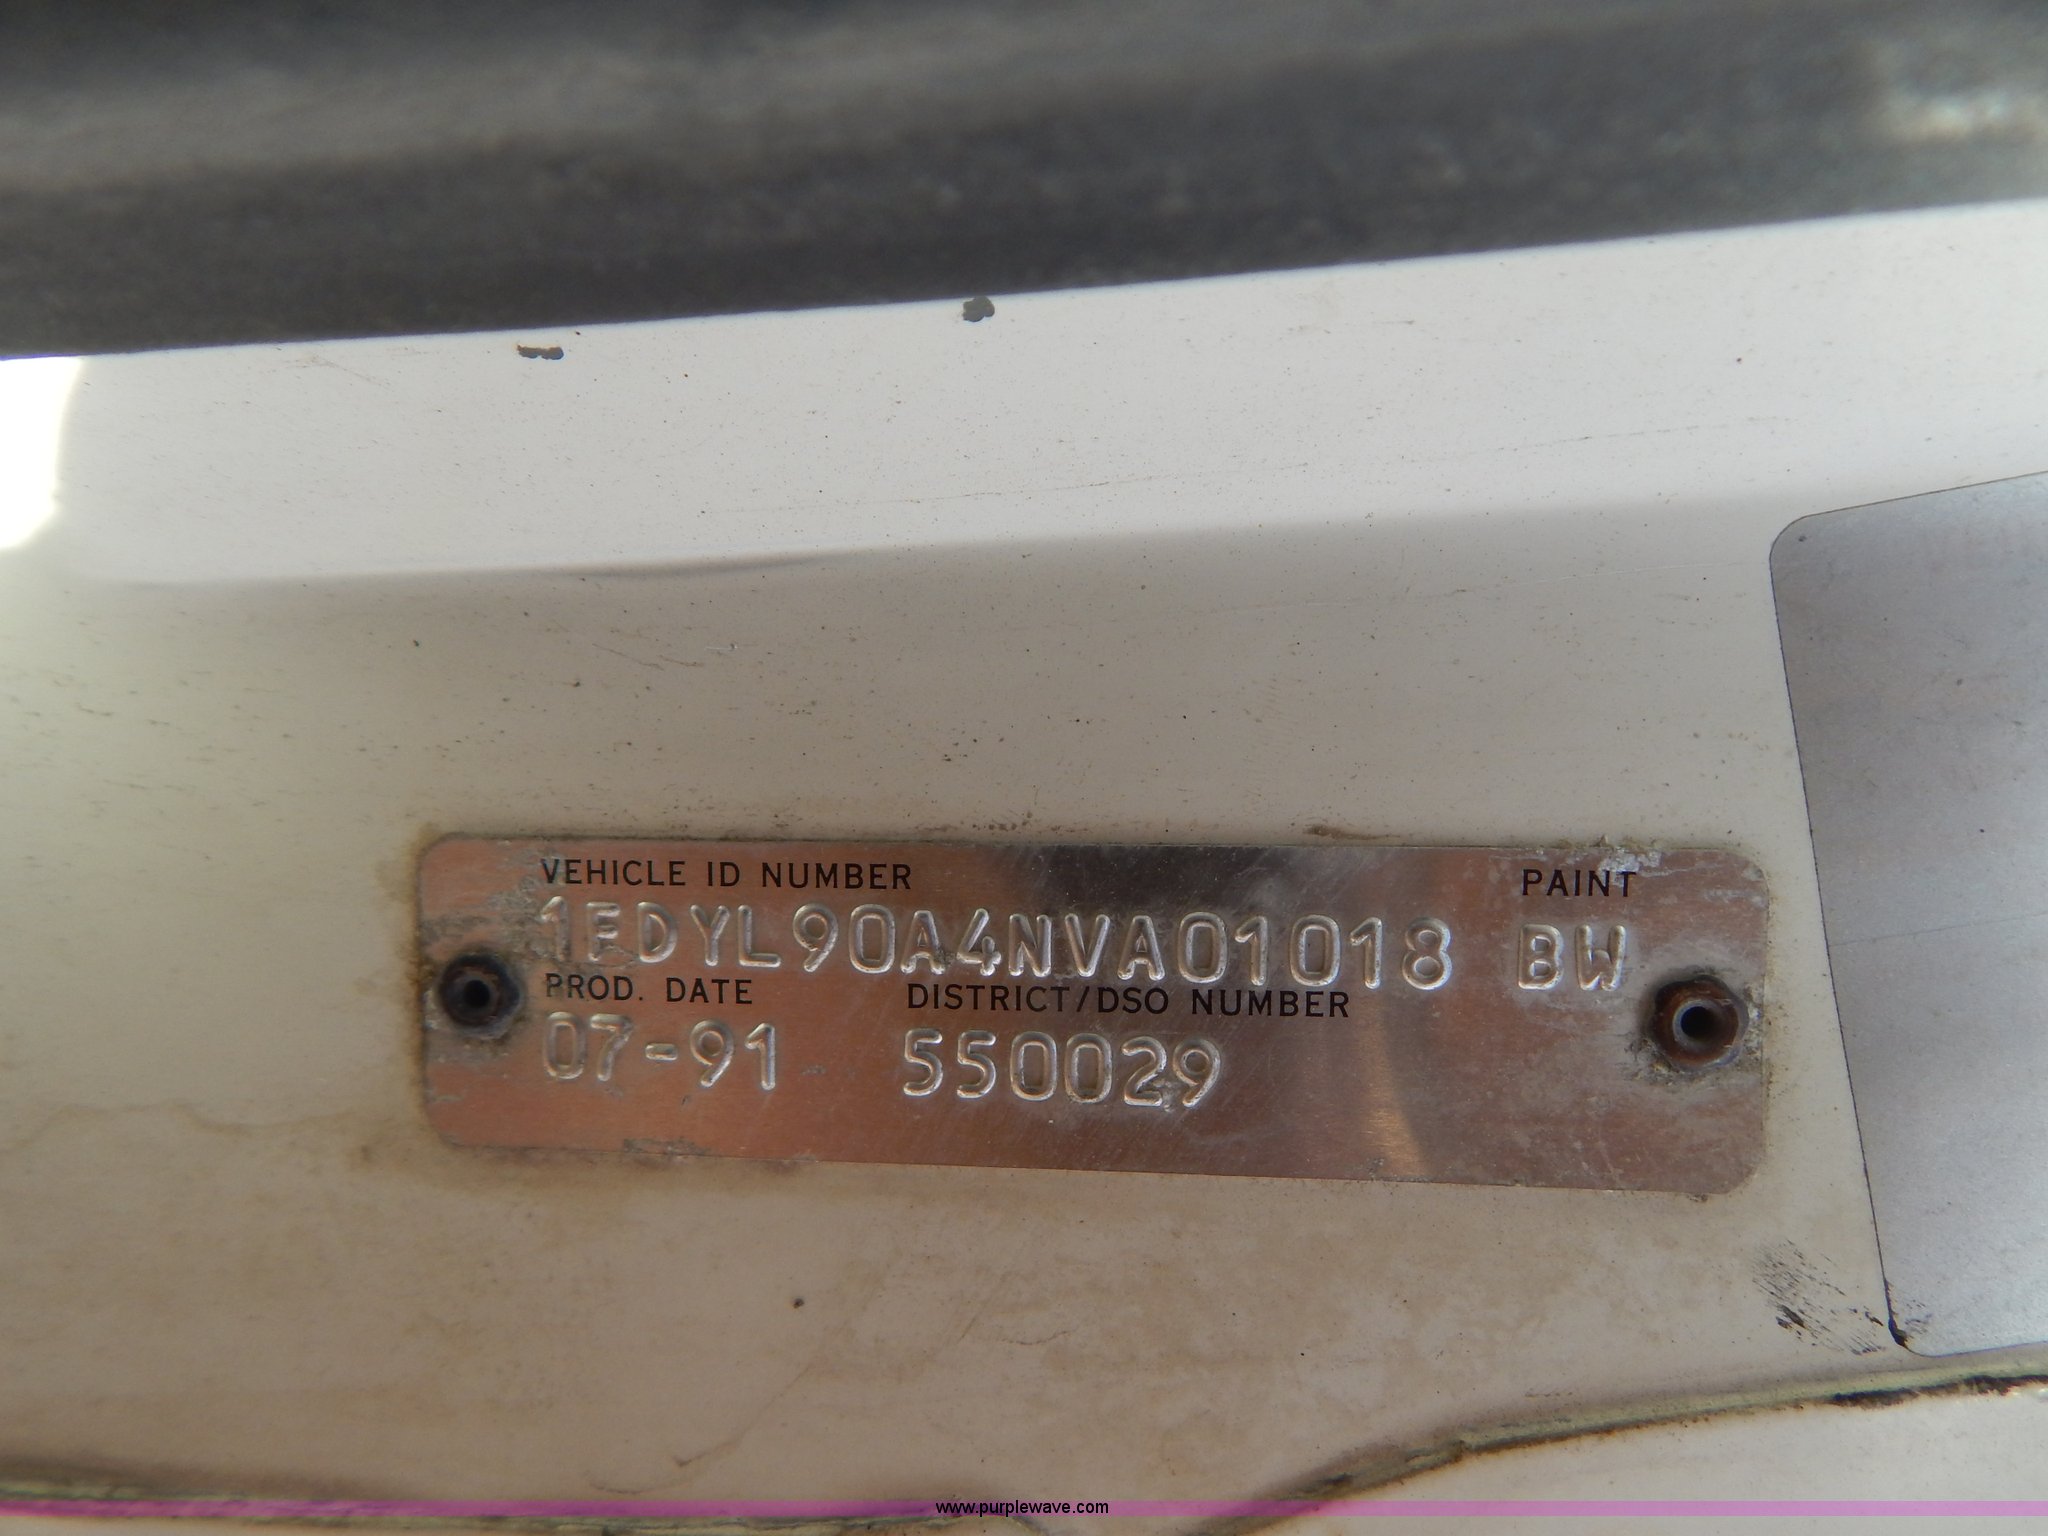 VEHICLE ID NUMBER PAINT
1FDYL90A4NVA01018 BW
PROD. DATE DISTRICT/DSO NUMBER
07-91 550029
www.purplewave.com